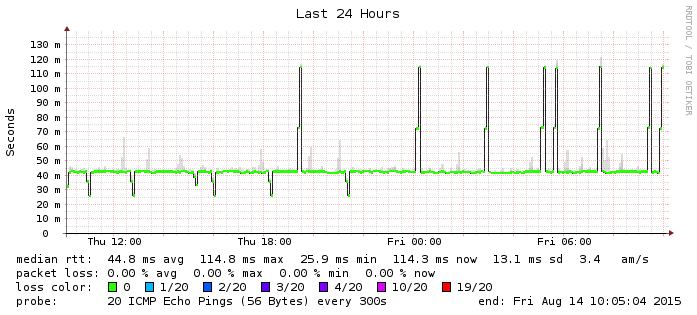 Last 24 Hours
RRDTOOL / TOBI OETIKER
Seconds
130 m
120 m
110 m
100 m
90 m
80 m
70 m
60 m
50 m
40 m
30 m
20 m
10 m
0
Thu 12:00 Thu 18:00 Fri 00:00 Fri 06:00
median rtt: 44.8 ms avg 114.8 ms max 25.9 ms min 114.3 ms now 13.1 ms sd 3.4 am/s
packet loss: 0.00 % avg 0.00 % max 0.00 % min 0.00 % now
loss color: 0 1/20 2/20 3/20 4/20 10/20 19/20
probe: 20 ICMP Echo Pings (56 Bytes) every 300s end: Fri Aug 14 10:05:04 2015